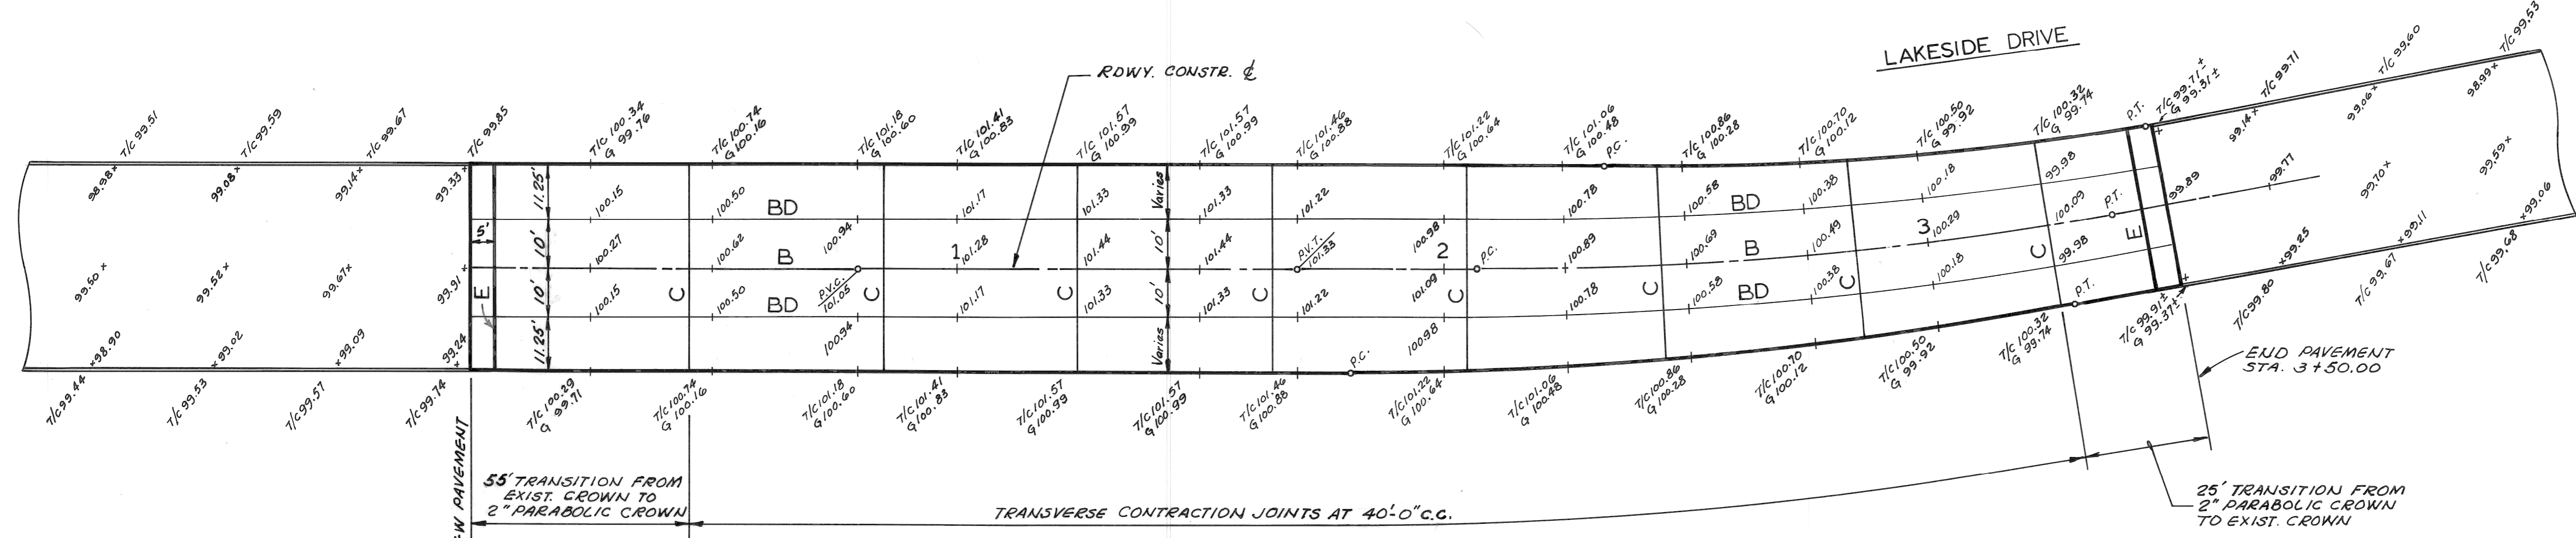 LAKESIDE DRIVE
RDWY. CONSTR. ℄
T/C 99.51
T/C 99.59
T/C 99.67
T/C 99.85
T/C 100.34
G 99.76
T/C 100.74
G 100.16
T/C 101.18
G 100.60
T/C 101.41
G 100.83
T/C 101.57
G 100.99
T/C 101.57
G 100.99
T/C 101.46
G 100.88
T/C 101.22
G 100.64
T/C 101.06
G 100.48
P.C.
T/C 100.86
G 100.28
T/C 100.70
G 100.12
T/C 100.50
G 99.92
T/C 100.32
G 99.74
P.T.
T/C 99.71±
G 99.31±
T/C 99.71
T/C 99.60
T/C 99.53
98.98
99.08
99.14
99.33
11.25'
100.15
100.50
BD
101.17
101.33
Varies
101.33
101.22
100.78
100.58
BD
100.38
100.18
99.98
99.89
99.14
99.06
98.99
99.50
99.52
99.67
99.91
5'
10'
100.27
100.62
B
100.94
1
101.28
101.44
10'
101.44
P.V.T.
101.33
100.98
2
P.C.
100.89
100.69
B
100.49
3
100.29
100.09
P.T.
99.77
99.70
99.59
E
10'
100.15
C
100.50
BD
P.V.C.
101.05
C
101.17
C
101.33
10'
101.33
C
101.22
101.09
C
100.78
C
100.58
BD
100.38
C
100.18
C
99.98
E
98.90
99.02
99.09
99.24
11.25'
100.94
Varies
P.C.
100.98
P.T.
99.25
99.11
99.06
T/C 99.44
T/C 99.53
T/C 99.57
T/C 99.74
T/C 100.29
G 99.71
T/C 100.74
G 100.16
T/C 101.18
G 100.60
T/C 101.41
G 100.83
T/C 101.57
G 100.99
T/C 101.57
G 100.99
T/C 101.46
G 100.88
T/C 101.22
G 100.64
T/C 101.06
G 100.48
T/C 100.86
G 100.28
T/C 100.70
G 100.12
T/C 100.50
G 99.92
T/C 100.32
G 99.74
T/C 99.91±
99.37±
T/C 99.80
T/C 99.67
T/C 99.68
END PAVEMENT
STA. 3+50.00
PAVEMENT
55' TRANSITION FROM
EXIST. CROWN TO
2" PARABOLIC CROWN
TRANSVERSE CONTRACTION JOINTS AT 40'-0" C.C.
25' TRANSITION FROM
2" PARABOLIC CROWN
TO EXIST. CROWN